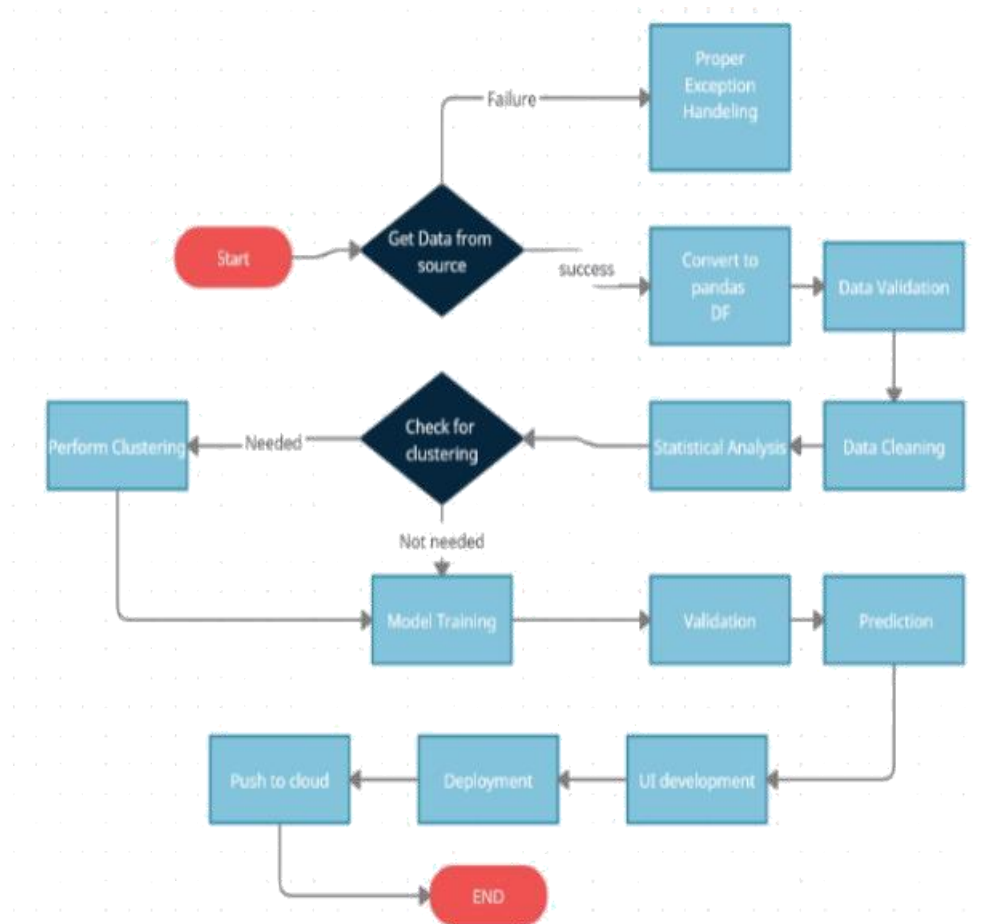 Failure
Proper
Exception
Handeling
Start
Get Data from
source
success
Convert to
pandas
DF
Data Validation
Perform Clustering
Needed
Check for
clustering
Statistical Analysis
Data Cleaning
Not needed
Model Training
Validation
Prediction
Push to cloud
Deployment
UI development
END